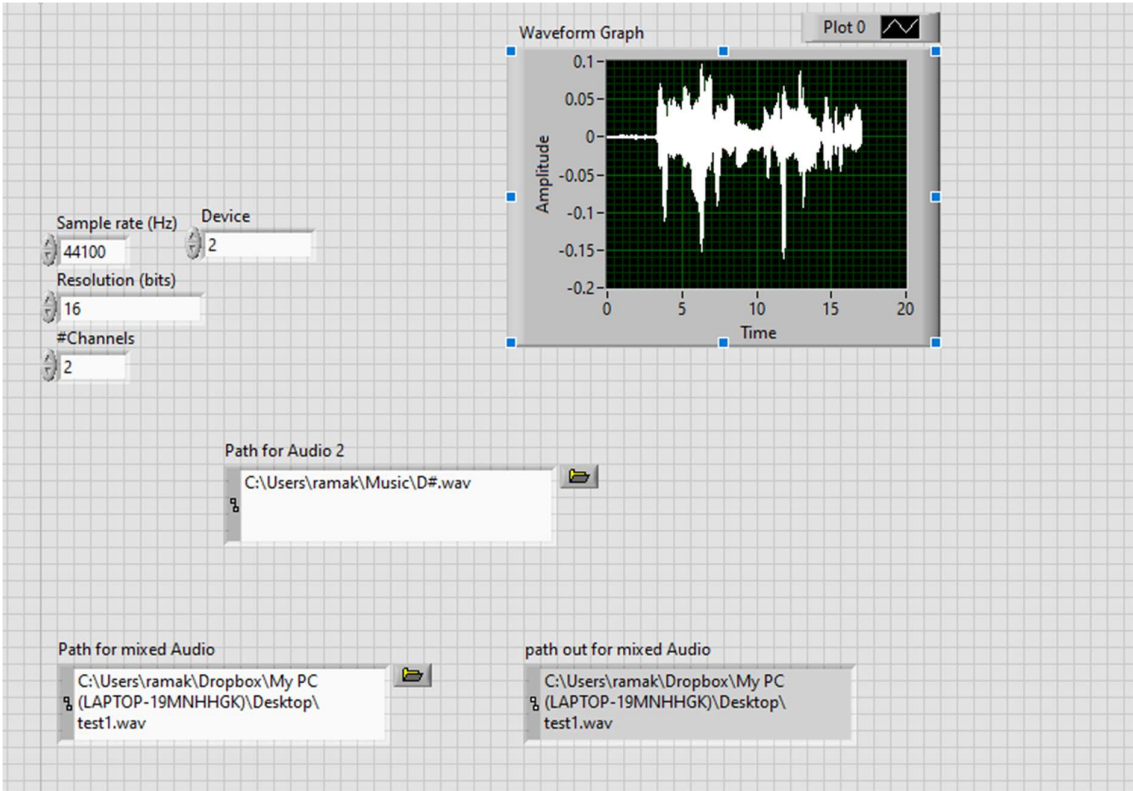 Waveform Graph
Plot 0
0.1
0.05
0
-0.05
-0.1
-0.15
-0.2
Amplitude
0
5
10
15
20
Time
Sample rate (Hz)
44100
Device
2
Resolution (bits)
16
#Channels
2
Path for Audio 2
C:\Users\ramak\Music\D#.wav
Path for mixed Audio
C:\Users\ramak\Dropbox\My PC
(LAPTOP-19MNHHGK)\Desktop\
test1.wav
path out for mixed Audio
C:\Users\ramak\Dropbox\My PC
(LAPTOP-19MNHHGK)\Desktop\
test1.wav